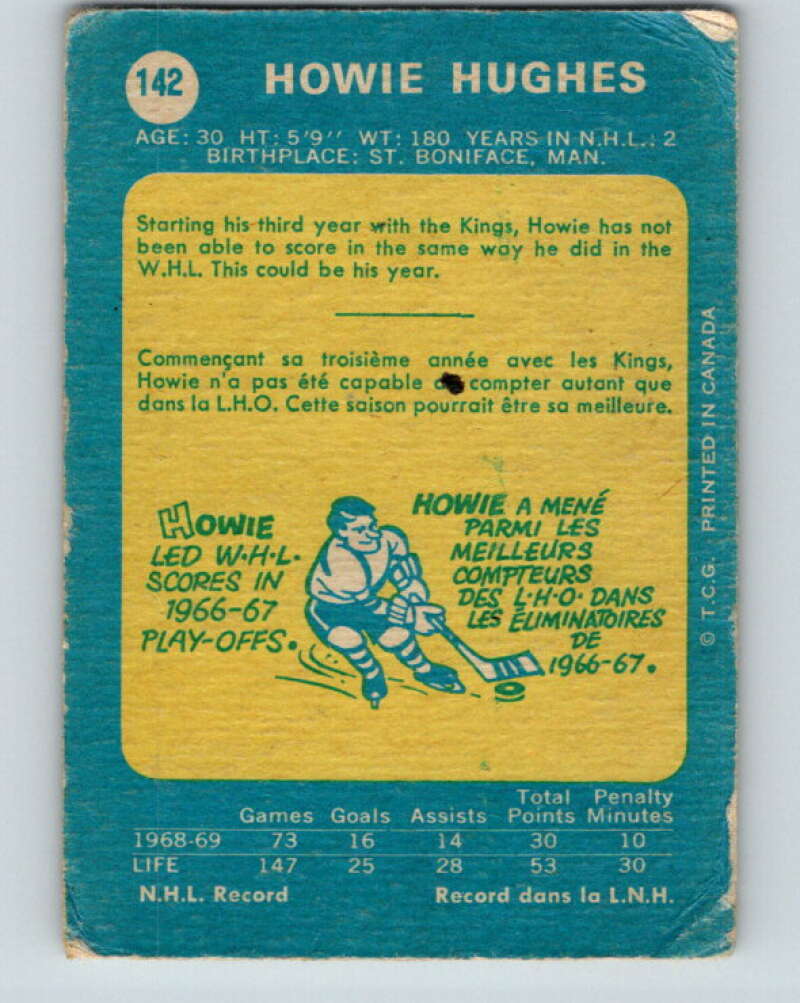 142
HOWIE HUGHES
AGE: 30 HT: 5'9'' WT: 180 YEARS IN N.H.L.: 2
BIRTHPLACE: ST. BONIFACE, MAN.
Starting his third year with the Kings, Howie has not
been able to score in the same way he did in the
W.H.L. This could be his year.
Commençant sa troisième année avec les Kings,
Howie n'a pas été capable compter autant que
dans la L.H.O. Cette saison pourrait être sa meilleure.
HOWIE
LED W.H.L.
SCORES IN
1966-67
PLAY-OFFS.
HOWIE A MENÉ
PARMI LES
MEILLEURS
COMPTEURS
DES L.H.O. DANS
LES ÉLIMINATOIRES
DE
1966-67.
© T.C.G. PRINTED IN CANADA
Games Goals Assists Total Points Penalty Minutes
1968-69 73 16 14 30 10
LIFE 147 25 28 53 30
N.H.L. Record Record dans la L.N.H.